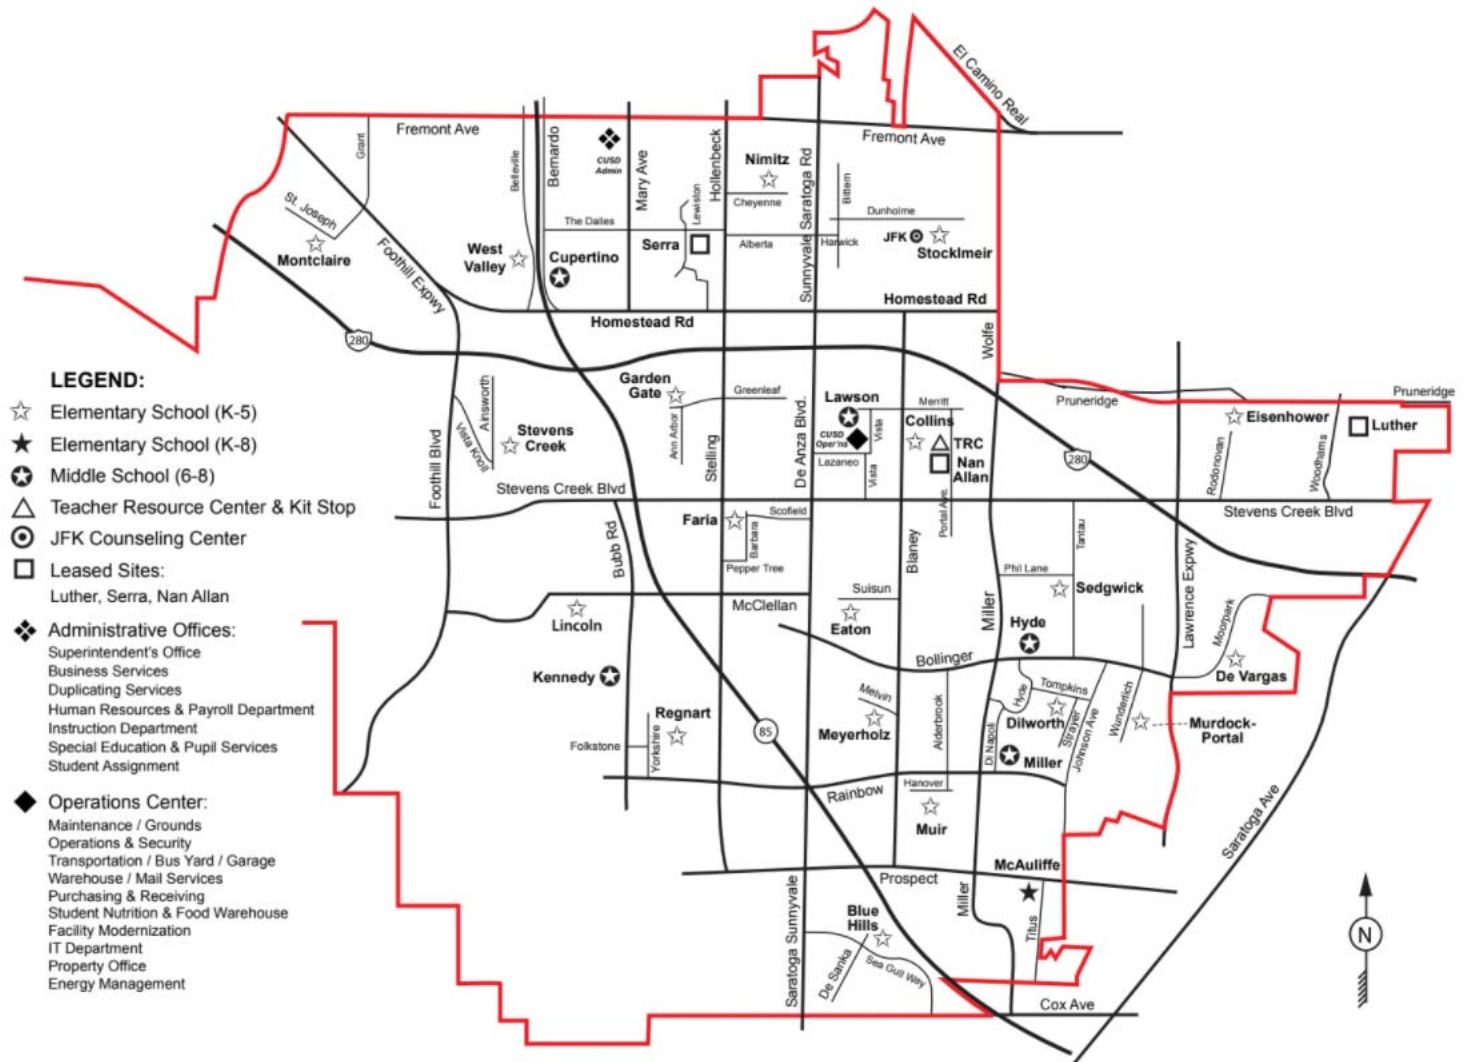 El Camino Real
Fremont Ave
Fremont Ave
Grant
Belleville
Bernardo
CUSD
Admin
Mary Ave
Lewiston
Hollenbeck
Nimitz
Cheyenne
Sunnyvale Saratoga Rd
Bittern
Dunholme
St. Joseph
Montclaire
Foothill Expwy
West
Valley
The Dalles
Cupertino
Serra
Alberta
Harwick
JFK
Stocklmeir
Homestead Rd
Homestead Rd
Wolfe
280
LEGEND:
Elementary School (K-5)
Elementary School (K-8)
Middle School (6-8)
Teacher Resource Center & Kit Stop
JFK Counseling Center
Leased Sites:
Luther, Serra, Nan Allan
Administrative Offices:
Superintendent's Office
Business Services
Duplicating Services
Human Resources & Payroll Department
Instruction Department
Special Education & Pupil Services
Student Assignment
Operations Center:
Maintenance / Grounds
Operations & Security
Transportation / Bus Yard / Garage
Warehouse / Mail Services
Purchasing & Receiving
Student Nutrition & Food Warehouse
Facility Modernization
IT Department
Property Office
Energy Management
Foothill Blvd
Ainsworth
Vista Knoll
Stevens
Creek
Garden
Gate
Ann Arbor
Greenleaf
Stelling
De Anza Blvd.
Lawson
CUSD
Oper'ns
Lazaneo
Vista
Vista
Merritt
Collins
TRC
Nan
Allan
Portal Ave.
280
Pruneridge
Pruneridge
Eisenhower
Luther
Rodonovan
Woodhams
Stevens Creek Blvd
Stevens Creek Blvd
Bubb Rd
Faria
Scofield
Barbara
Pepper Tree
McClellan
Blaney
Suisun
Eaton
Miller
Phil Lane
Tantau
Sedgwick
Hyde
Lawrence Expwy
Moorpark
De Vargas
Lincoln
Kennedy
Regnart
Folkstone
Yorkshire
85
Bollinger
Melvin
Meyerholz
Alderbrook
Di Napoli
Hyde
Tompkins
Dilworth
Strayer
Johnson Ave
Wunderlich
Murdock-
Portal
Miller
Rainbow
Hanover
Muir
Saratoga Ave
Prospect
McAuliffe
Miller
Titus
Saratoga Sunnyvale
Blue
Hills
De Sanka
Sea Gull Way
Cox Ave
N